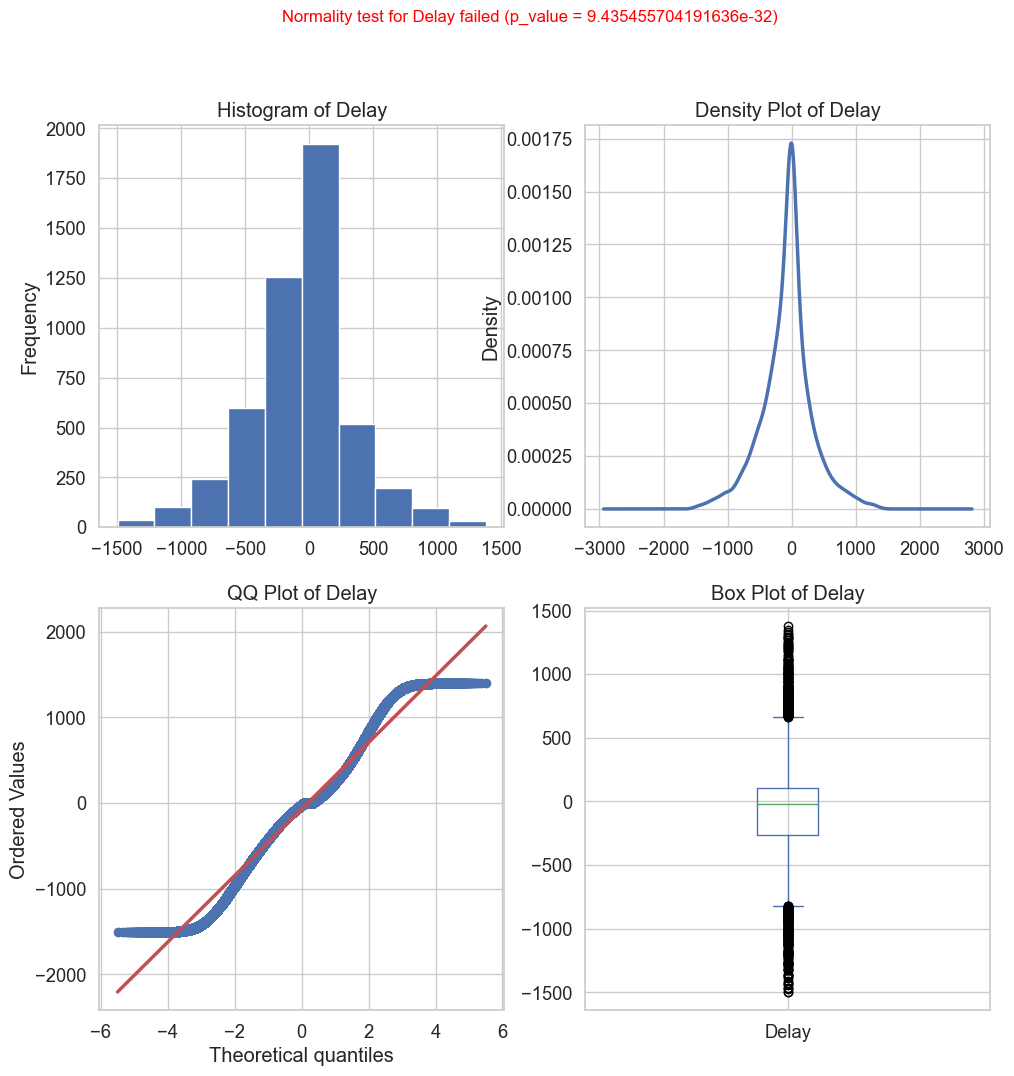 Normality test for Delay failed (p_value = 9.435455704191636e-32)
Histogram of Delay
Frequency
2000
1750
1500
1250
1000
750
500
250
0
−1500 −1000 −500 0 500 1000 1500
Density Plot of Delay
Density
0.00175
0.00150
0.00125
0.00100
0.00075
0.00050
0.00025
0.00000
−3000 −2000 −1000 0 1000 2000 3000
QQ Plot of Delay
Ordered Values
2000
1000
0
−1000
−2000
−6 −4 −2 0 2 4 6
Theoretical quantiles
Box Plot of Delay
1500
1000
500
0
−500
−1000
−1500
Delay